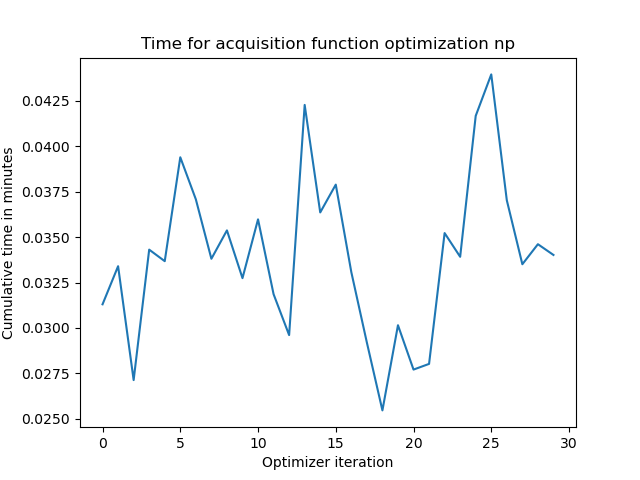 Time for acquisition function optimization np
Cumulative time in minutes
0.0425
0.0400
0.0375
0.0350
0.0325
0.0300
0.0275
0.0250
0 5 10 15 20 25 30
Optimizer iteration